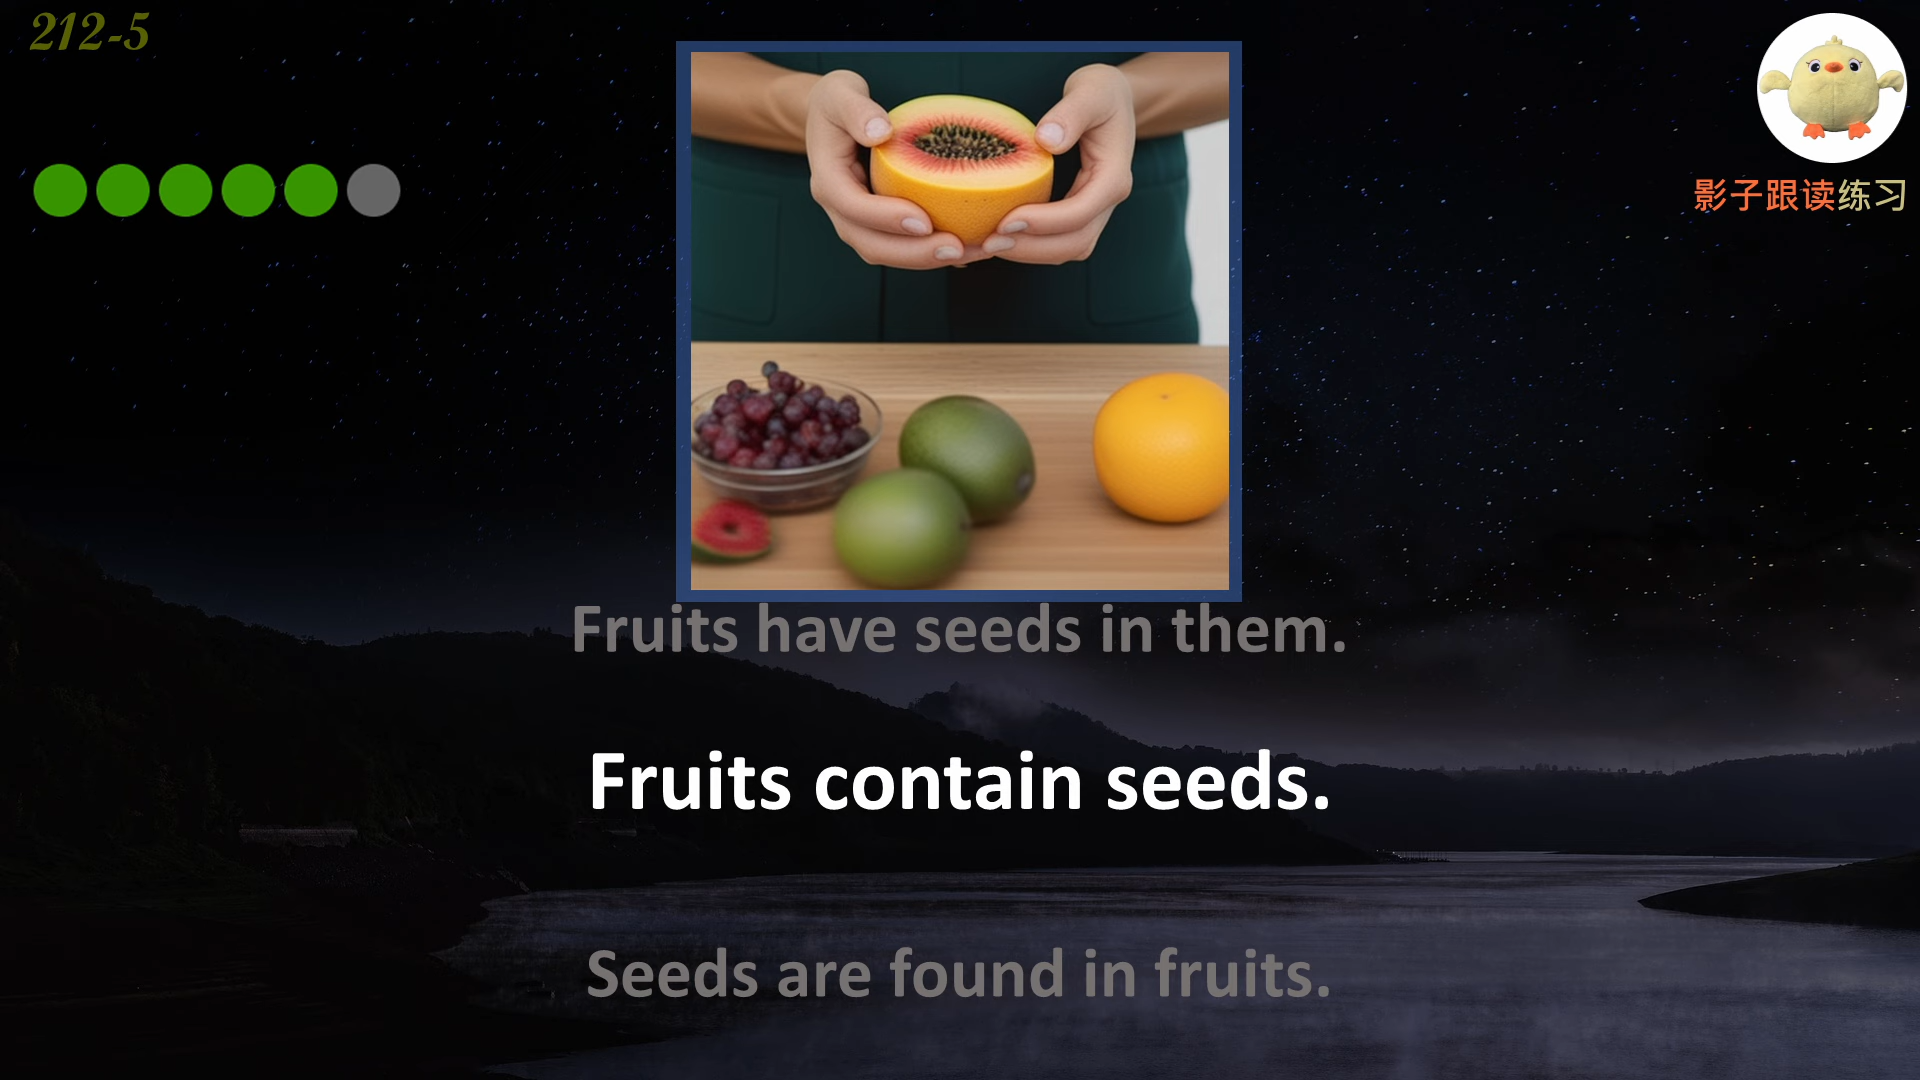 212-5
影子跟读练习
Fruits have seeds in them.
Fruits contain seeds.
Seeds are found in fruits.